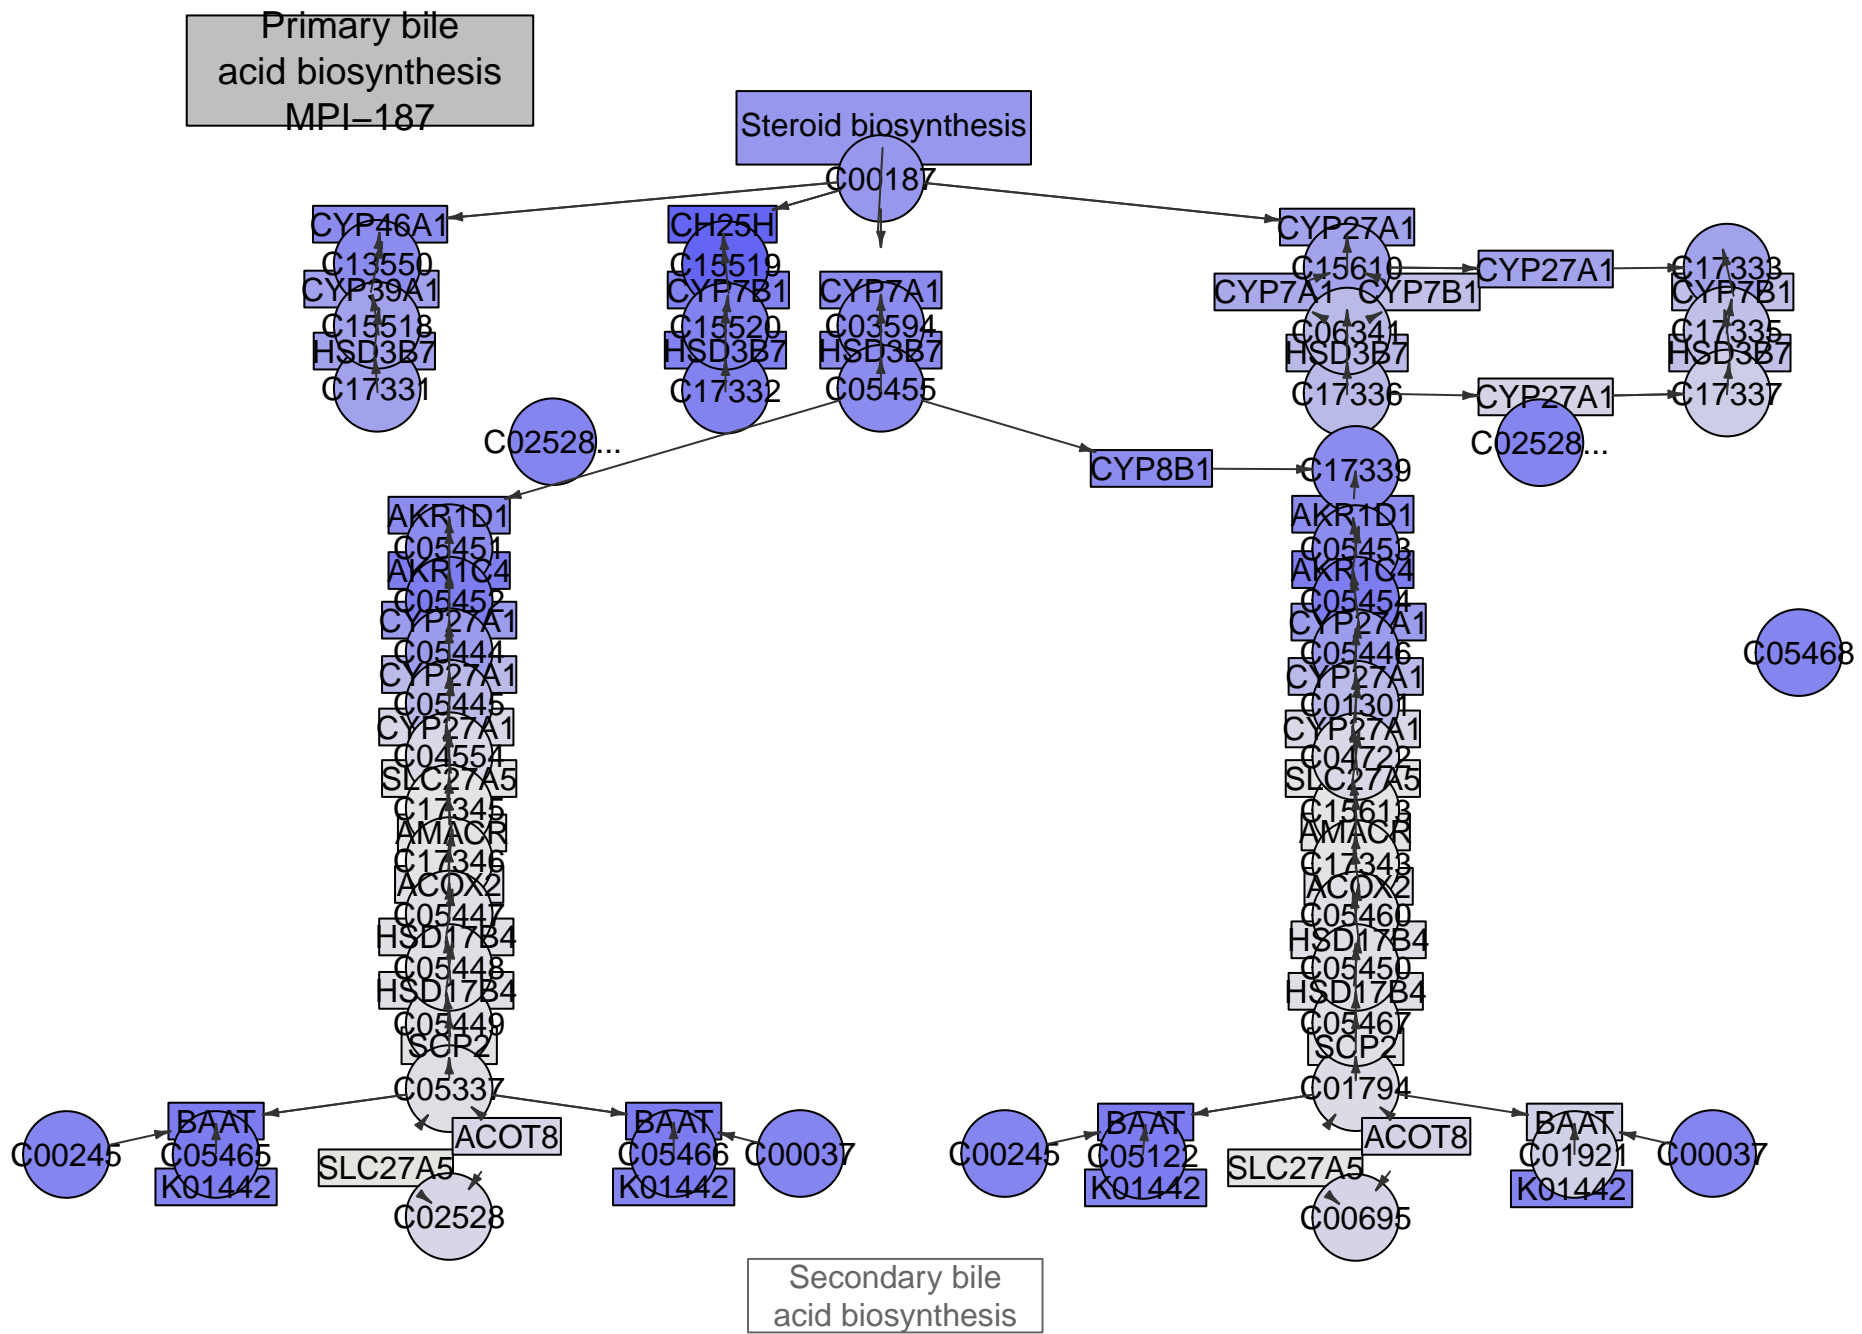 Primary bile
acid biosynthesis
MPI−187
Steroid biosynthesis
C00187
CYP46A1
C13550
CYP39A1
C15518
HSD3B7
C17331
CH25H
C15519
CYP7B1
C15520
HSD3B7
C17332
CYP7A1
C03594
HSD3B7
C05455
CYP27A1
C15610
CYP7A1
CYP7B1
C06341
HSD3B7
C17336
CYP27A1
C17333
CYP7B1
C17335
HSD3B7
CYP27A1
C17337
C02528...
C02528...
CYP8B1
C17339
AKR1D1
C05451
AKR1C4
C05452
CYP27A1
C05444
CYP27A1
C05445
CYP27A1
C04554
SLC27A5
C17345
AMACR
C17346
ACOX2
C05447
HSD17B4
C05448
HSD17B4
C05449
SCP2
C05337
AKR1D1
C05453
AKR1C4
C05454
CYP27A1
C05446
CYP27A1
C01301
CYP27A1
C04722
SLC27A5
C15613
AMACR
C17343
ACOX2
C05460
HSD17B4
C05450
HSD17B4
C05467
SCP2
C01794
C05468
C00245
BAAT
C05465
K01442
SLC27A5
ACOT8
C02528
BAAT
C05466
K01442
C00037
C00245
BAAT
C05122
K01442
SLC27A5
ACOT8
C00695
BAAT
C01921
K01442
C00037
Secondary bile
acid biosynthesis